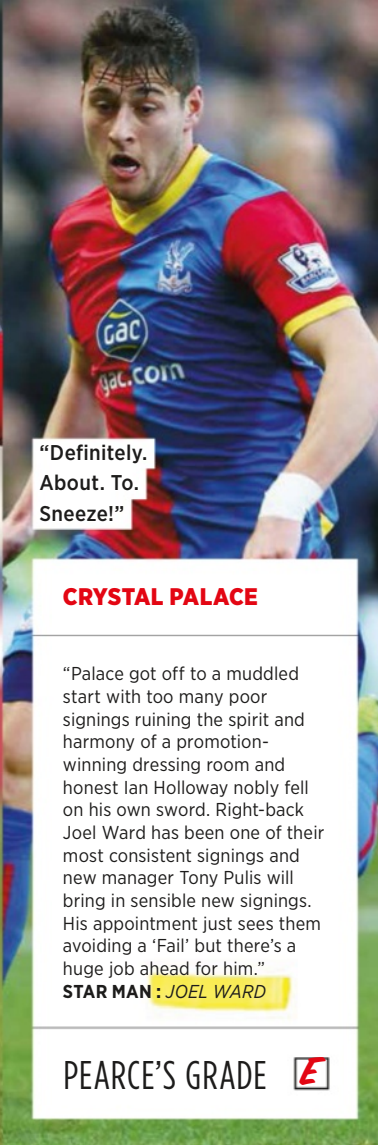 GAC
gac.com
“Definitely.
About. To.
Sneeze!”
CRYSTAL PALACE
“Palace got off to a muddled
start with too many poor
signings ruining the spirit and
harmony of a promotion-
winning dressing room and
honest Ian Holloway nobly fell
on his own sword. Right-back
Joel Ward has been one of their
most consistent signings and
new manager Tony Pulis will
bring in sensible new signings.
His appointment just sees them
avoiding a ‘Fail’ but there’s a
huge job ahead for him.”
STAR MAN : JOEL WARD
PEARCE’S GRADE E